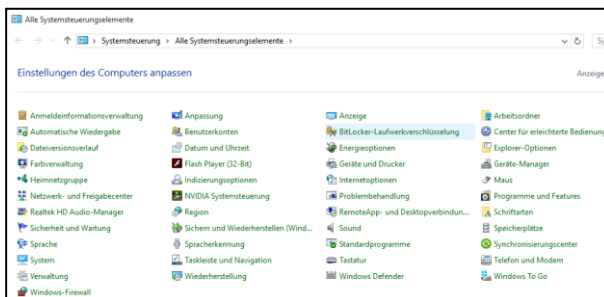 Alle Systemsteuerungselemente
Systemsteuerung > Alle Systemsteuerungselemente >
Einstellungen des Computers anpassen
Anmeldeinformationsverwaltung Anpassung Anzeige Arbeitsordner
Automatische Wiedergabe Benutzerkonten BitLocker-Laufwerkverschlüsselung Center für erleichterte Bedienung
Dateiversionsverlauf Datum und Uhrzeit Energieoptionen Explorer-Optionen
Farbverwaltung Flash Player (32-Bit) Geräte und Drucker Geräte-Manager
Heimnetzgruppe Indizierungsoptionen Internetoptionen Maus
Netzwerk- und Freigabecenter NVIDIA Systemsteuerung Problembehandlung Programme und Features
Realtek HD Audio-Manager Region RemoteApp- und Desktopverbindun... Schriftarten
Sicherheit und Wartung Sichern und Wiederherstellen (Wind... Sound Speicherplätze
Sprache Spracherkennung Standardprogramme Synchronisierungscenter
System Taskleiste und Navigation Tastatur Telefon und Modem
Verwaltung Wiederherstellung Windows Defender Windows To Go
Windows-Firewall